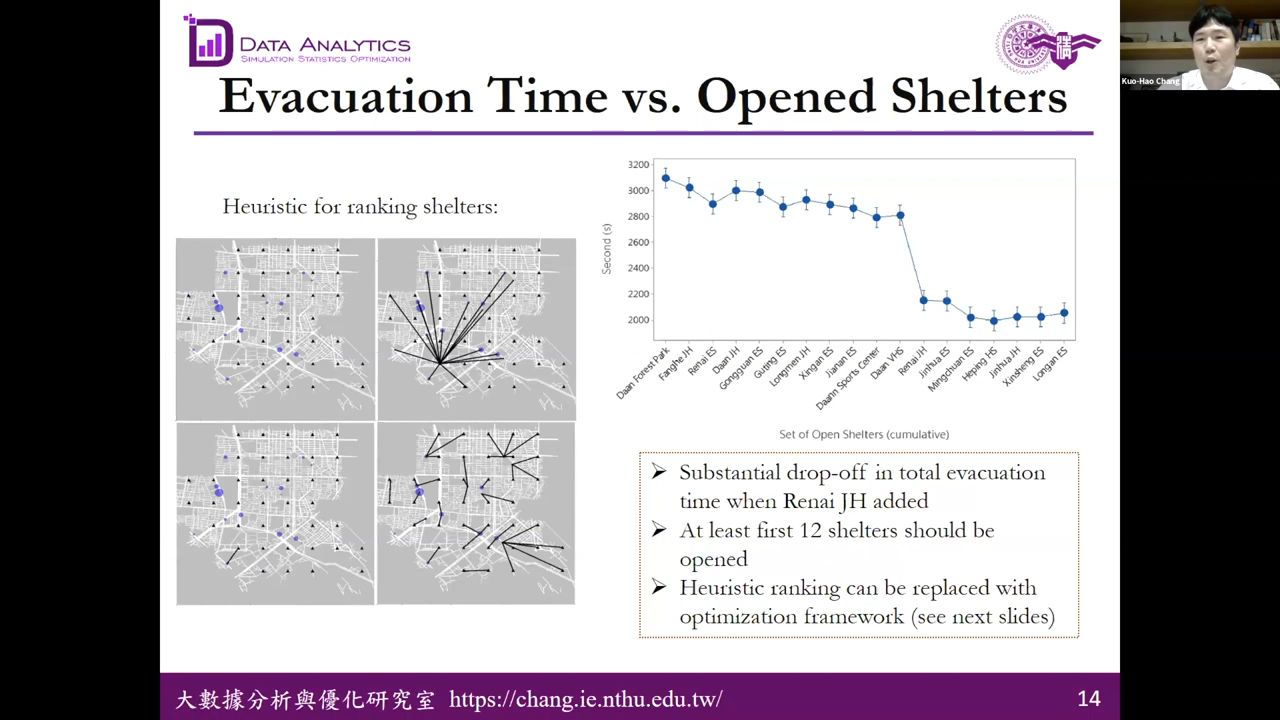 DATA ANALYTICS
SIMULATION STATISTICS OPTIMIZATION
Kuo-Hao Chang
Evacuation Time vs. Opened Shelters
Heuristic for ranking shelters:
3200
3000
2800
2600
2400
2200
2000
Second (s)
Daan Forest Park
Fanghe JH
Renai ES
Daan JH
Gongguan ES
Guting ES
Longmen JH
Xingan ES
Jianan ES
Daann Sports Center
Daan VHS
Renai JH
Jinhua ES
Mingchuan ES
Heping HS
Jinhua JH
Xinsheng ES
Longan ES
Set of Open Shelters (cumulative)
➢ Substantial drop-off in total evacuation
time when Renai JH added
➢ At least first 12 shelters should be
opened
➢ Heuristic ranking can be replaced with
optimization framework (see next slides)
大數據分析與優化研究室 https://chang.ie.nthu.edu.tw/
14